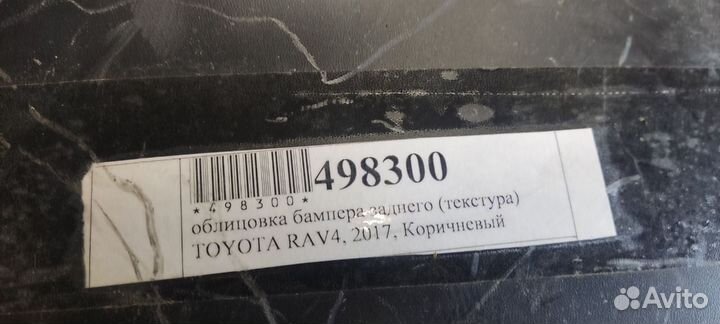 498300
*498300*
облицовка бампера заднего (текстура)
TOYOTA RAV4, 2017, Коричневый
Avito